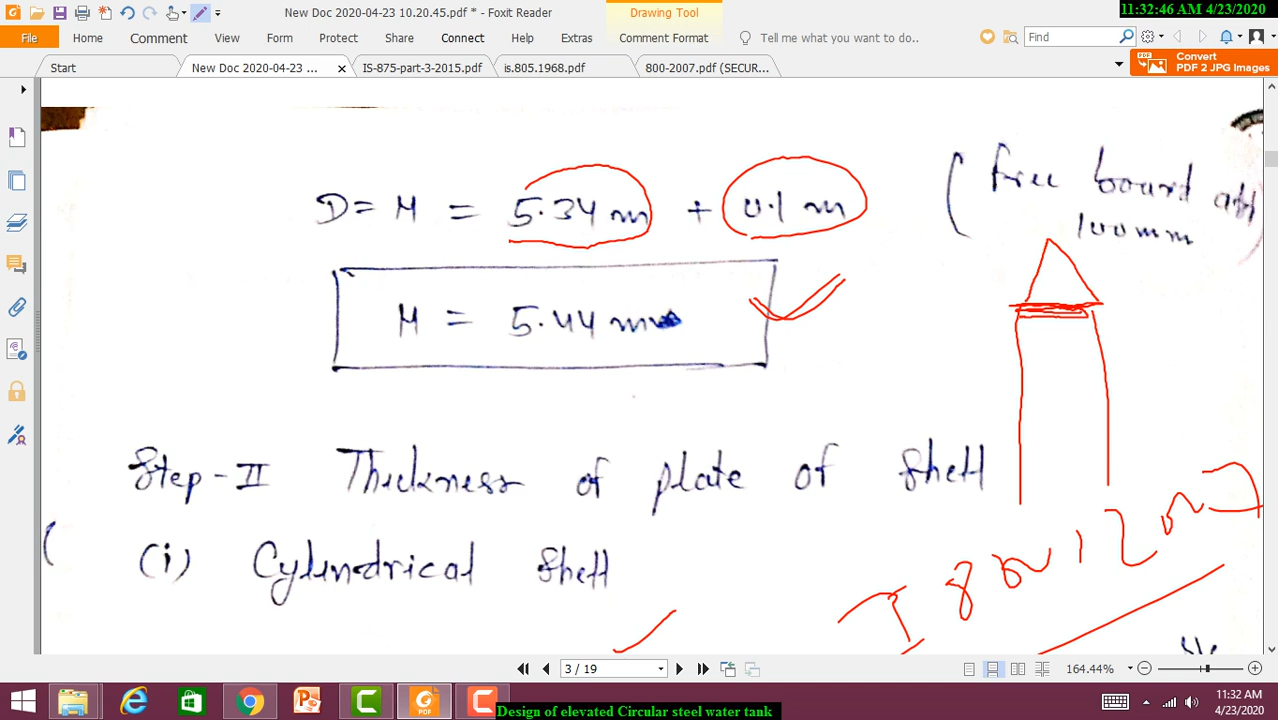 New Doc 2020-04-23 10.20.45.pdf * - Foxit Reader
Drawing Tool
11:32:46 AM 4/23/2020
File Home Comment View Form Protect Share Connect Help Extras Comment Format Tell me what you want to do.. Find
Start
New Doc 2020-04-23 ...
IS-875-part-3-2015.pdf
is.805.1968.pdf
800-2007.pdf (SECUR...
Convert
PDF 2 JPG Images
(free board
100mm
D = H = 5.34 m + 0.1 m
H = 5.44 m
Step-II Thickness of plate of shell
(i) Cylindrical shell
3 / 19
164.44%
PDF
11:32 AM
4/23/2020
Design of elevated Circular steel water tank